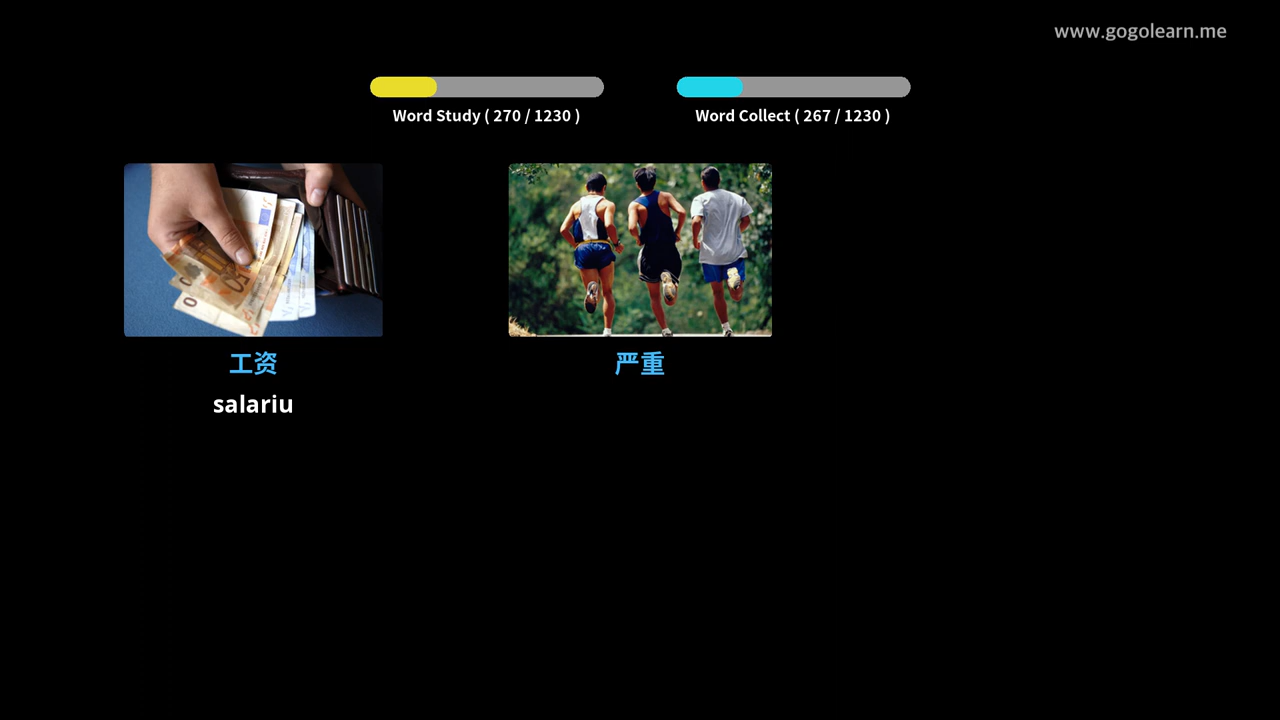 www.gogolearn.me
Word Study ( 270 / 1230 )
Word Collect ( 267 / 1230 )
工资
严重
salariu